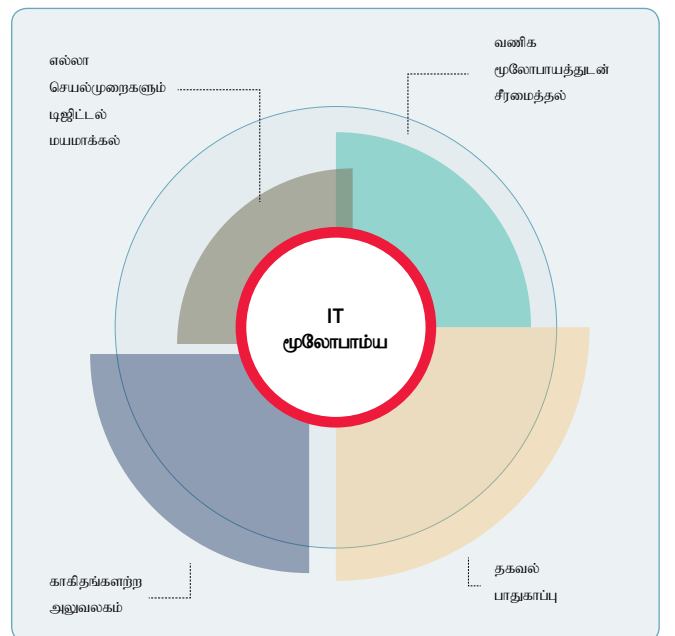 எல்லா
செயல்முறைகளும்
டிஜிட்டல்
மயமாக்கல்
வணிக
மூலோபாயத்துடன்
சீரமைத்தல்
IT
மூலோபாம்ய
காகிதங்களற்ற
அலுவலகம்
தகவல்
பாதுகாப்பு